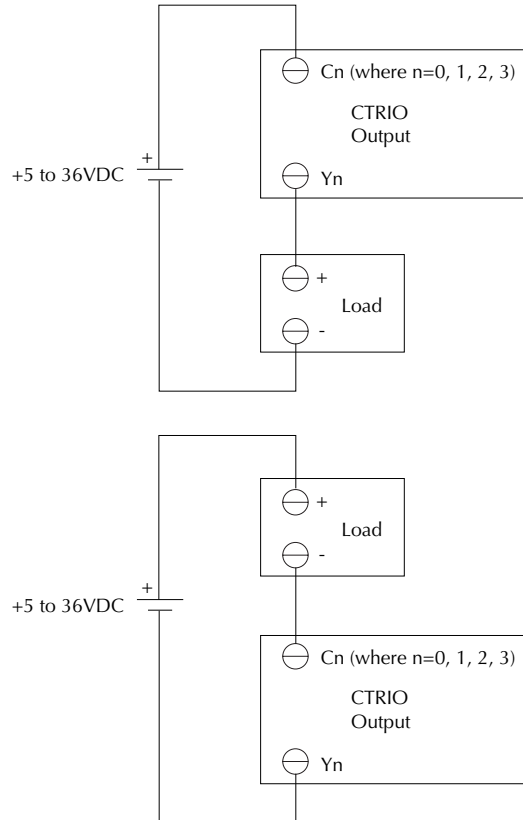 Cn (where n=0, 1, 2, 3)
CTRIO
Output
+
+5 to 36VDC
Yn
+
Load
-
+
Load
-
+
+5 to 36VDC
Cn (where n=0, 1, 2, 3)
CTRIO
Output
Yn